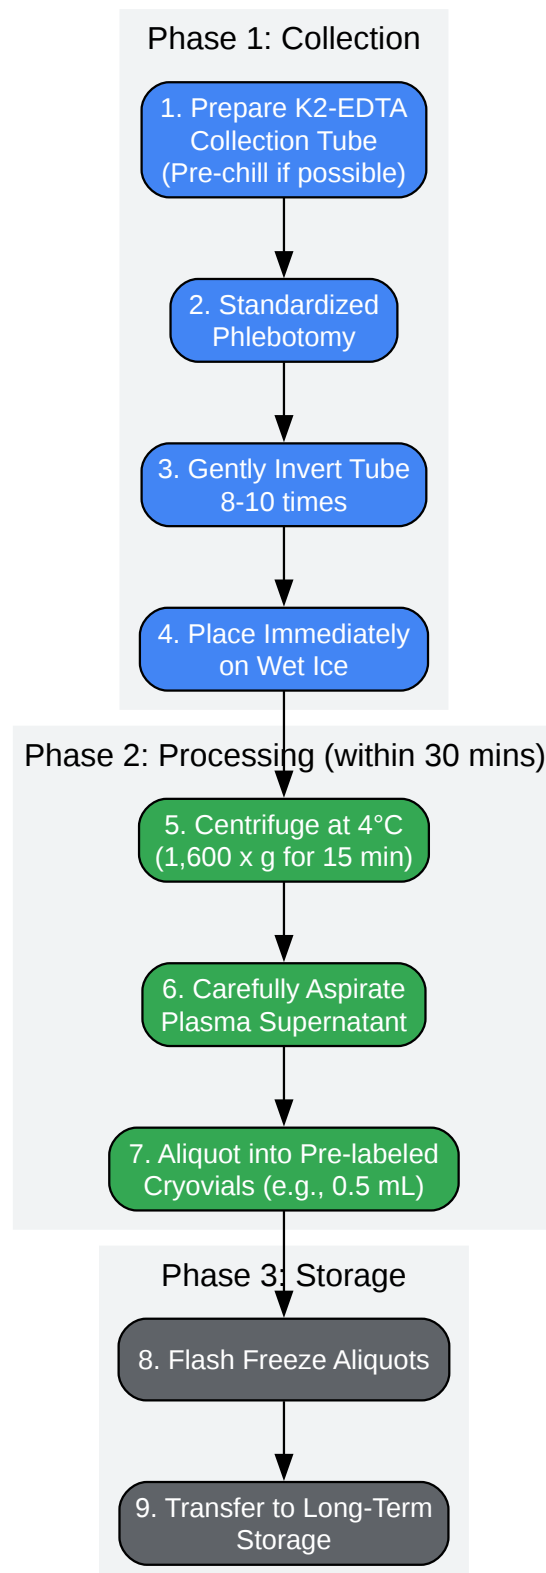 Phase 1: Collection
1. Prepare K2-EDTA
Collection Tube
(Pre-chill if possible)
2. Standardized
Phlebotomy
3. Gently Invert Tube
8-10 times
4. Place Immediately
on Wet Ice
Phase 2: Processing (within 30 mins)
5. Centrifuge at 4°C
(1,600 x g for 15 min)
6. Carefully Aspirate
Plasma Supernatant
7. Aliquot into Pre-labeled
Cryovials (e.g., 0.5 mL)
Phase 3: Storage
8. Flash Freeze Aliquots
9. Transfer to Long-Term
Storage